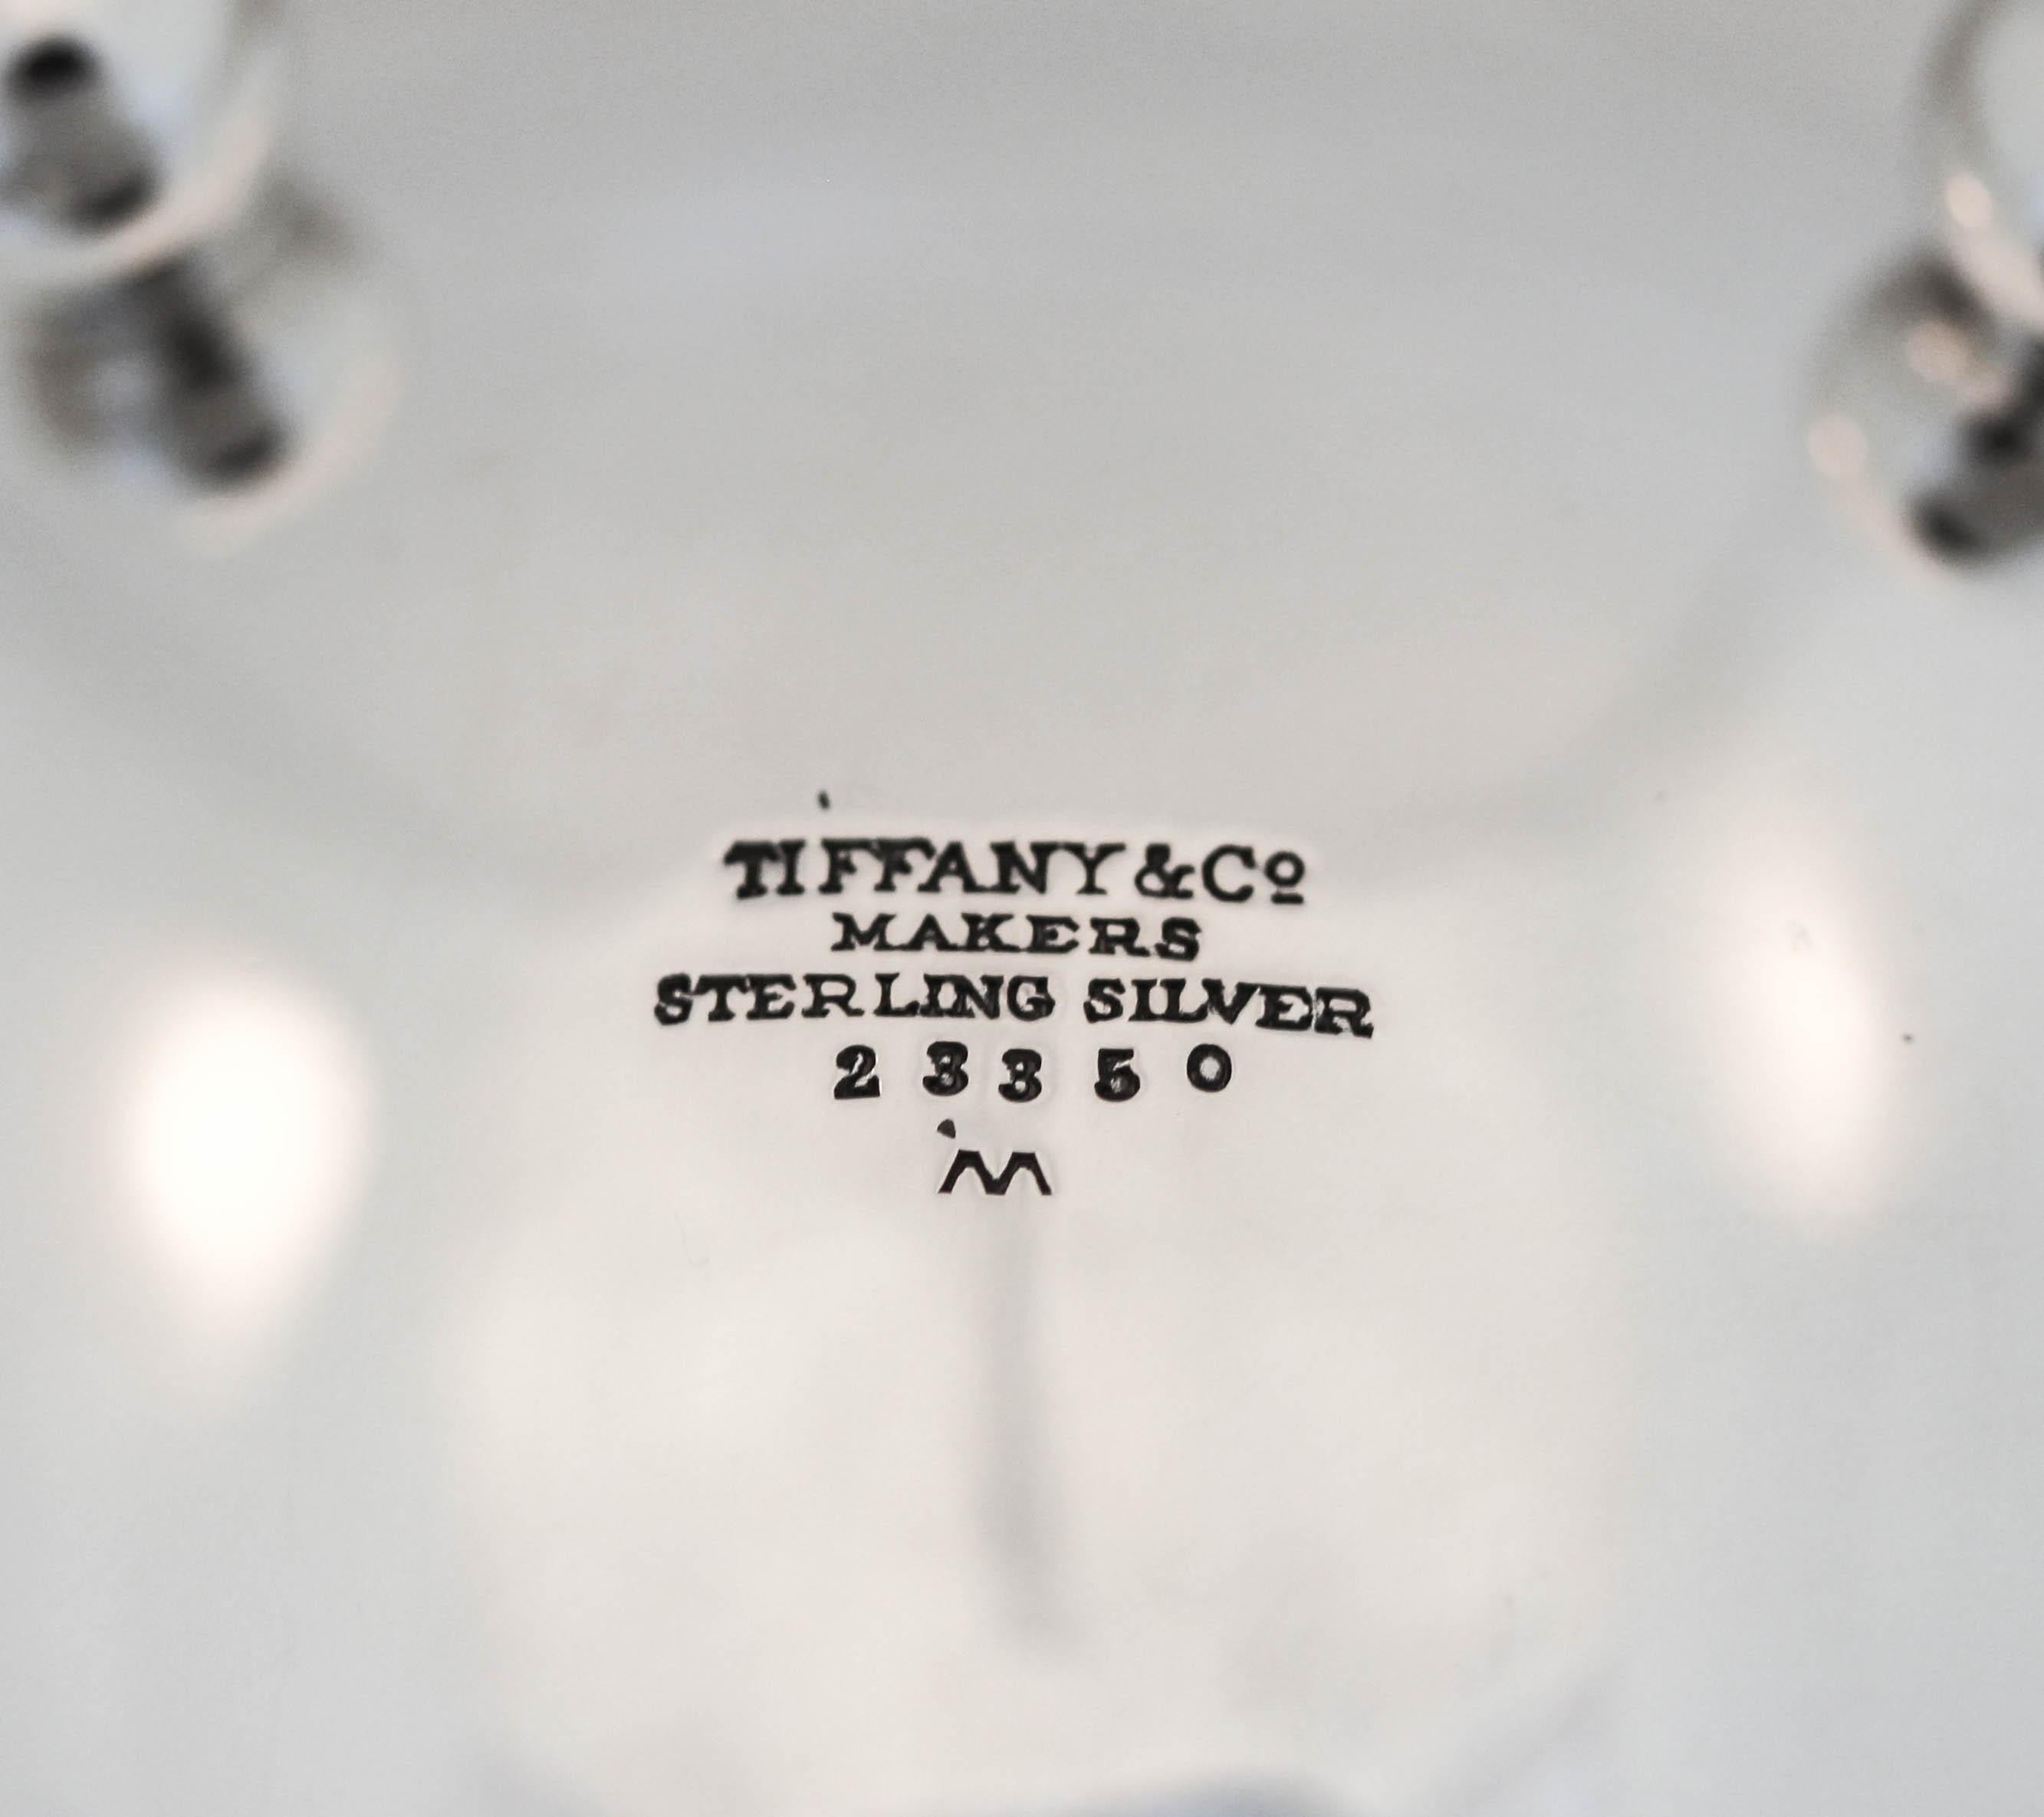 TIFFANY & Cº
MAKERS
STERLING SILVER
23350
M